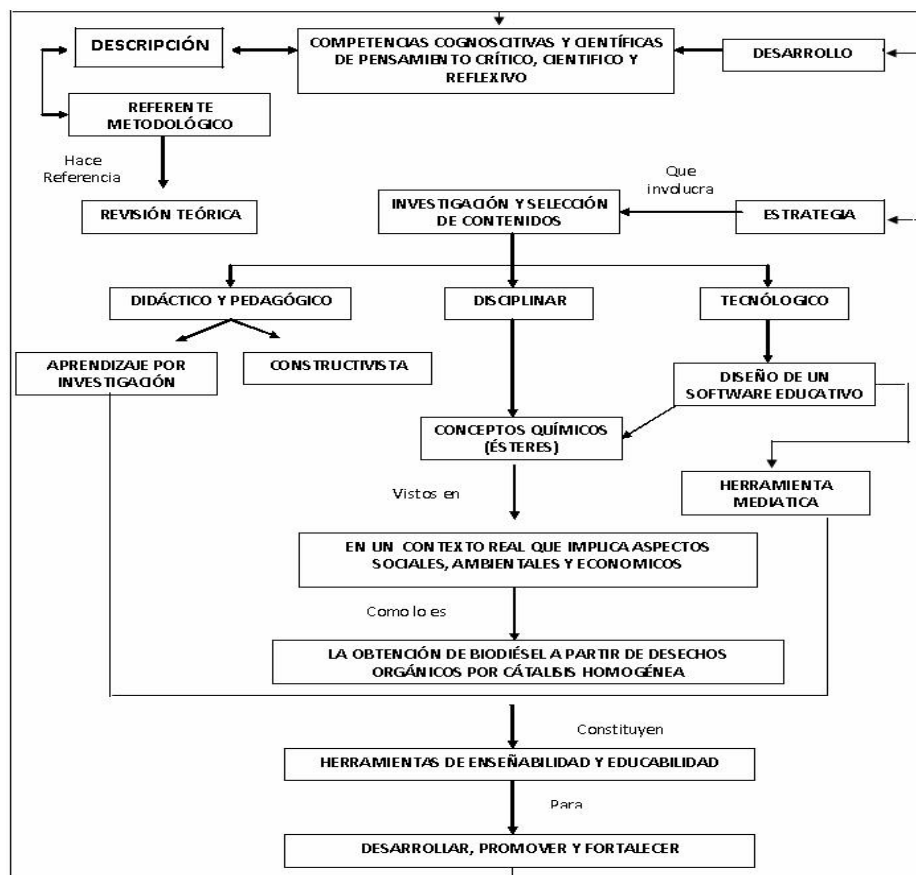 DESCRIPCIÓN
COMPETENCIAS COGNOSCITIVAS Y CIENTÍFICAS
DE PENSAMIENTO CRÍTICO, CIENTIFICO Y
REFLEXIVO
DESARROLLO
REFERENTE
METODOLÓGICO
Hace
Referencia
REVISIÓN TEÓRICA
INVESTIGACIÓN Y SELECCIÓN
DE CONTENIDOS
Que
involucra
ESTRATEGIA
DIDÁCTICO Y PEDAGÓGICO
DISCIPLINAR
TECNÓLOGICO
APRENDIZAJE POR
INVESTIGACIÓN
CONSTRUCTIVISTA
DISEÑO DE UN
SOFTWARE EDUCATIVO
CONCEPTOS QUÍMICOS
(ÉSTERES)
Vistos en
HERRAMIENTA
MEDIATICA
EN UN CONTEXTO REAL QUE IMPLICA ASPECTOS
SOCIALES, AMBIENTALES Y ECONOMICOS
Como lo es
LA OBTENCIÓN DE BIODIÉSEL A PARTIR DE DESECHOS
ORGÁNICOS POR CÁTALISIS HOMOGÉNEA
Constituyen
HERRAMIENTAS DE ENSEÑABILIDAD Y EDUCABILIDAD
Para
DESARROLLAR, PROMOVER Y FORTALECER